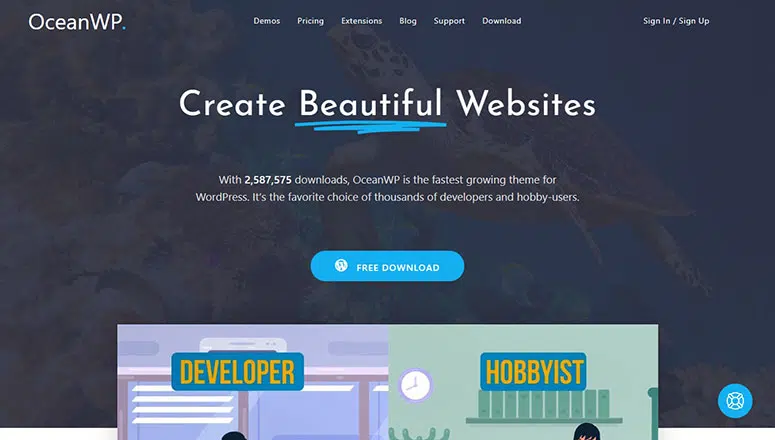 OceanWP.
Demos Pricing Extensions Blog Support Download Sign In / Sign Up
Create Beautiful Websites
With 2,587,575 downloads, OceanWP is the fastest growing theme for
WordPress. It's the favorite choice of thousands of developers and hobby-users.
FREE DOWNLOAD
DEVELOPER
HOBBYIST